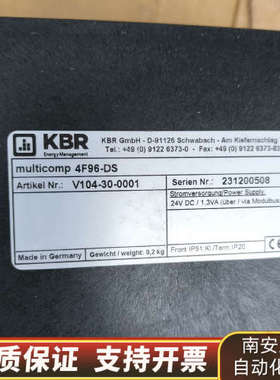 KBR
Energy Management
KBR GmbH - D-91126 Schwabach - Am Kiefernschlag
Tel.: +49 (0) 9122 6373-0 - Fax: +49 (0) 9122 6373-83
multicomp 4F96-DS
Artikel Nr.: V104-30-0001
Serien Nr.: 231200508
Stromversorgung/Power Supply:
24V DC / 1,3VA (über / via Modulbus)
Made in Germany
Gewicht / weight: 0,2 kg
Front IP51 Kl./Term.IP20
质保证 支持开
南安
自动化